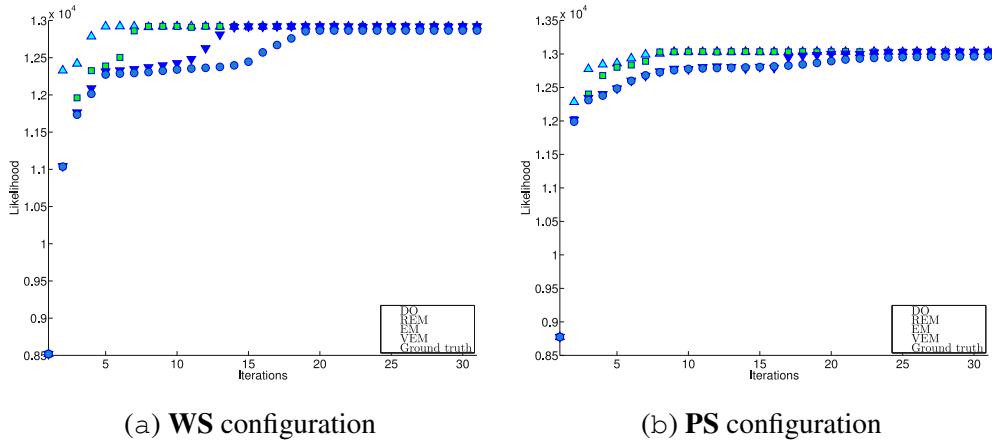 x 10^4
1.3
1.25
1.2
1.15
1.1
1.05
1
0.95
0.9
0.85
Likelihood
5 10 15 20 25 30
Iterations
DO
REM
EM
VEM
Ground truth
(a) WS configuration
x 10^4
1.35
1.3
1.25
1.2
1.15
1.1
1.05
1
0.95
0.9
0.85
Likelihood
5 10 15 20 25 30
Iterations
DO
REM
EM
VEM
Ground truth
(b) PS configuration